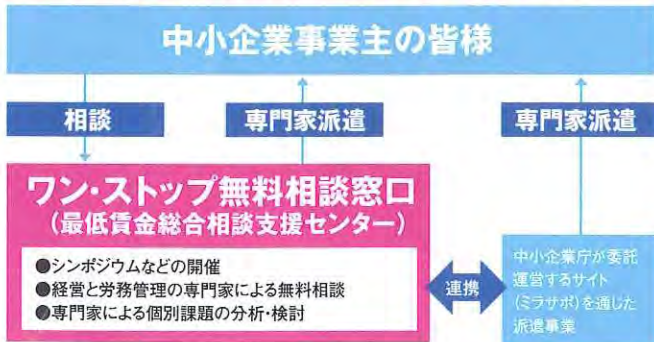 中小企業事業主の皆様
相談
専門家派遣
専門家派遣
ワン・ストップ無料相談窓口
(最低賃金総合相談支援センター)
●シンポジウムなどの開催
●経営と労務管理の専門家による無料相談
●専門家による個別課題の分析・検討
連携
中小企業庁が委託
運営するサイト
(ミラサポ)を通じた
派遣事業